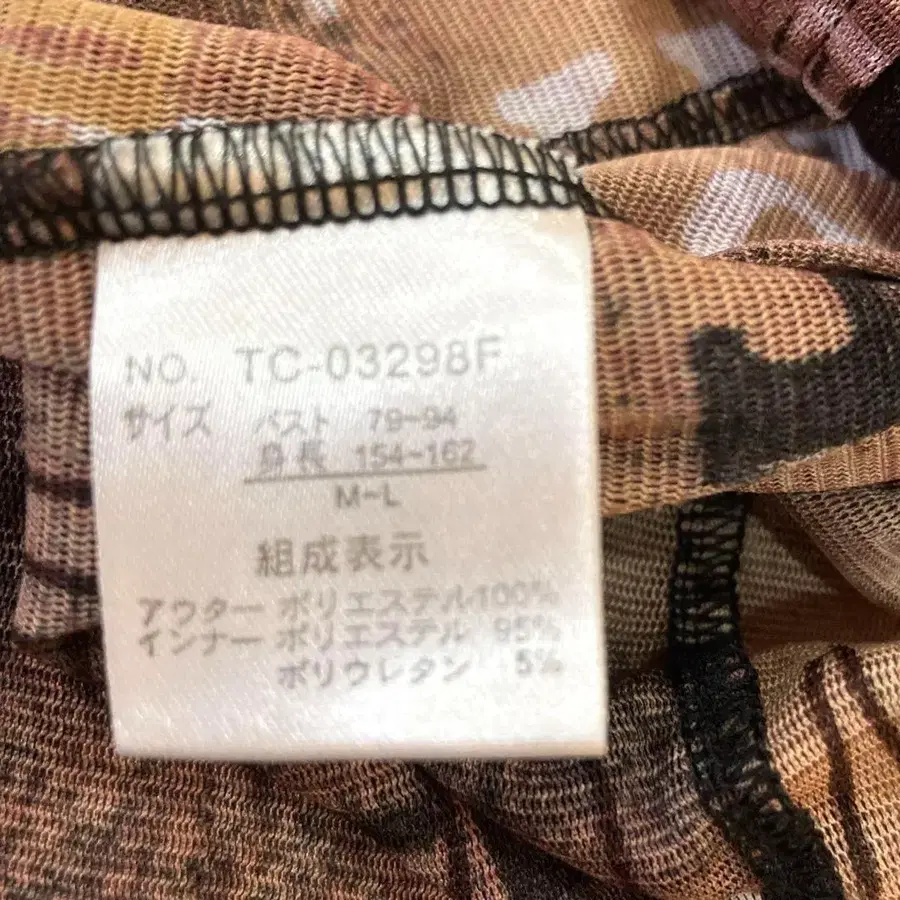 NO. TC-03298F
サイズ バスト 79~94
身長 154~162
M~L
組成表示
アウター ポリエステル100%
インナー ポリエステル 95%
ポリウレタン 5%